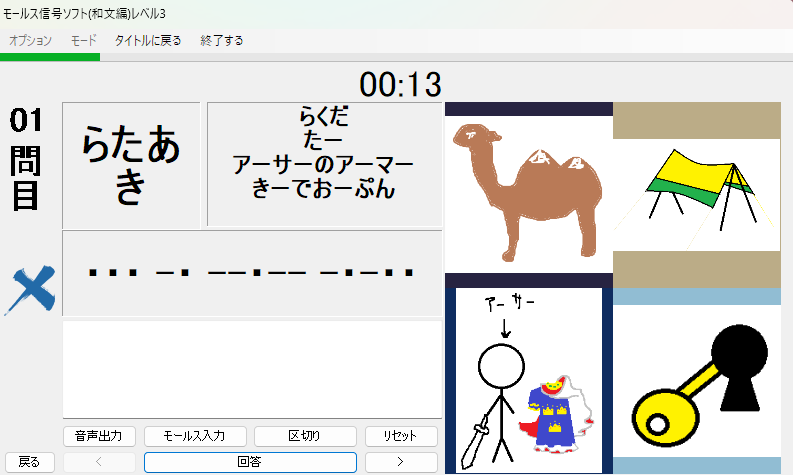 モールス信号ソフト(和文編)レベル3
オプション モード タイトルに戻る 終了する
00:13
01
問
目
らたあ
き
らくだ
たー
アーサーのアーマー
きーでおーぷん
・・・ ー・ ーー・ーー ー・ー・・
アーサー
音声出力 モールス入力 区切り リセット
戻る < 回答 >